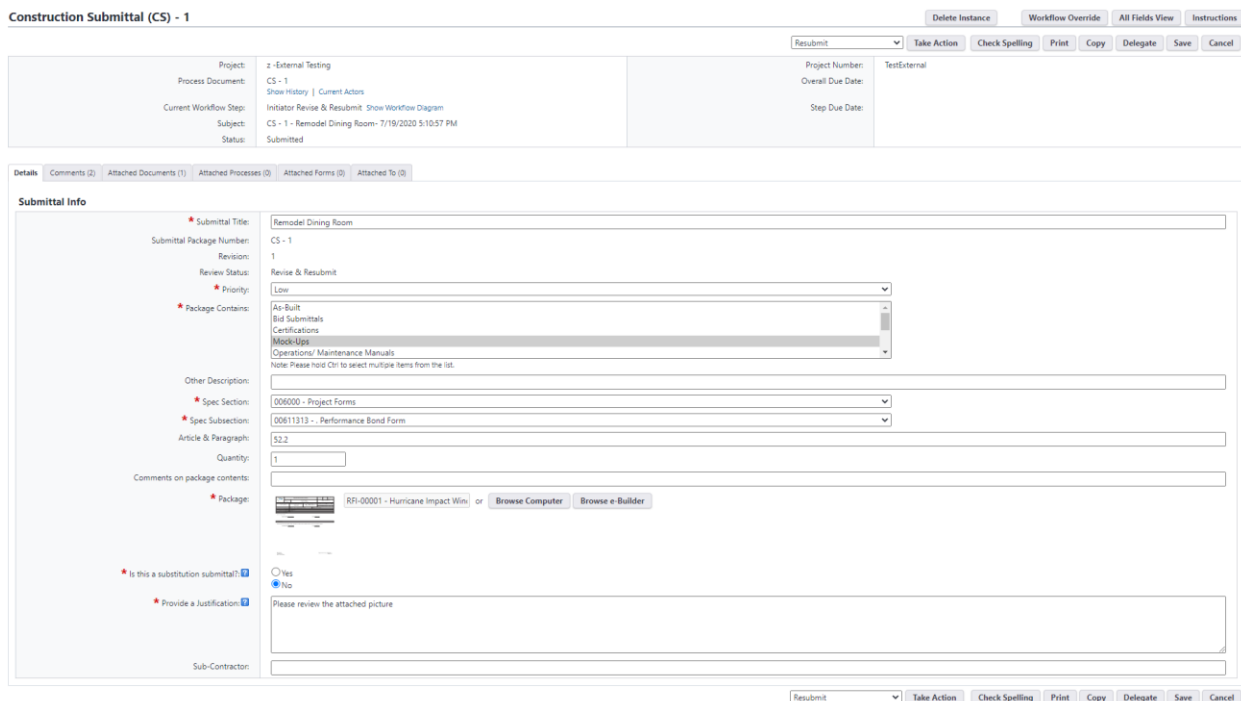 Construction Submittal (CS) - 1
Delete Instance Workflow Override All Fields View Instructions
Resubmit Take Action Check Spelling Print Copy Delegate Save Cancel
Project: z -External Testing Project Number: TestExternal
Process Document: CS - 1 Overall Due Date:
Show History | Current Actors
Current Workflow Step: Initiator Revise & Resubmit Show Workflow Diagram Step Due Date:
Subject: CS - 1 - Remodel Dining Room- 7/19/2020 5:10:57 PM
Status: Submitted
Details Comments (2) Attached Documents (1) Attached Processes (0) Attached Forms (0) Attached To (0)
Submittal Info
* Submittal Title: Remodel Dining Room
Submittal Package Number: CS - 1
Revision: 1
Review Status: Revise & Resubmit
* Priority: Low
* Package Contains: As-Built
Bid Submittals
Certifications
Mock-Ups
Operations/ Maintenance Manuals
Note: Please hold Ctrl to select multiple items from the list.
Other Description:
* Spec Section: 006000 - Project Forms
* Spec Subsection: 00611313 - . Performance Bond Form
Article & Paragraph: 52.2
Quantity: 1
Comments on package contents:
* Package: RFI-00001 - Hurricane Impact Win or Browse Computer Browse e-Builder
* Is this a substitution submittal?: ? Yes
No
* Provide a Justification: ? Please review the attached picture
Sub-Contractor:
Resubmit Take Action Check Spelling Print Copy Delegate Save Cancel